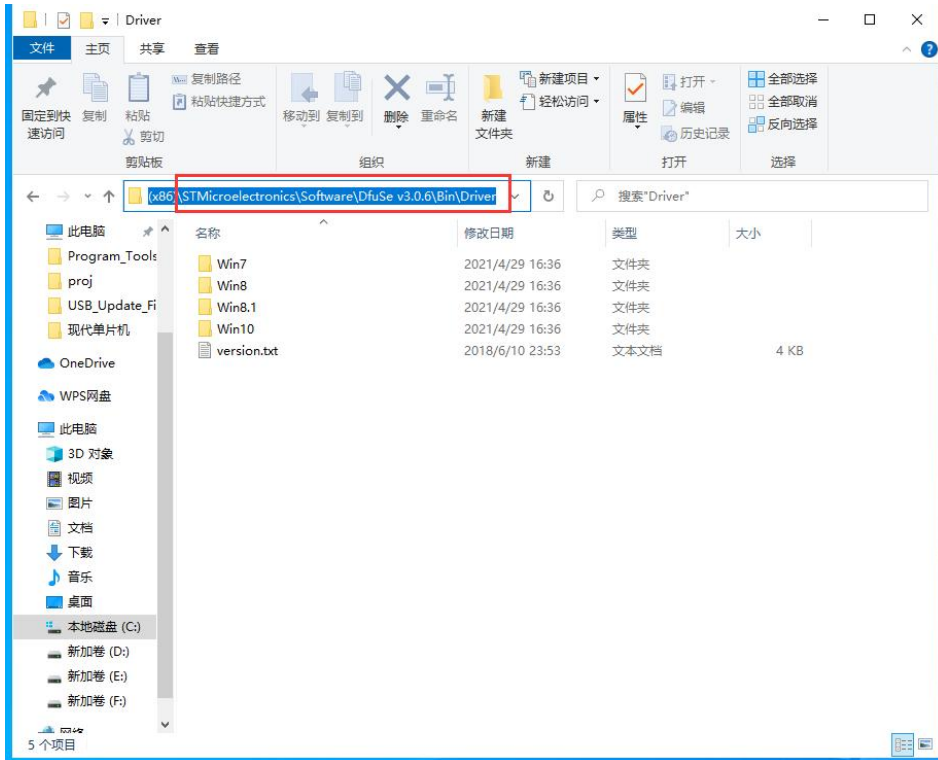 Driver
文件 主页 共享 查看
固定到快速访问
复制
粘贴
复制路径
粘贴快捷方式
剪切
剪贴板
移动到
复制到
删除
重命名
组织
新建文件夹
新建项目
轻松访问
新建
属性
打开
编辑
历史记录
打开
全部选择
全部取消
反向选择
选择
(x86)\STMicroelectronics\Software\DfuSe v3.0.6\Bin\Driver
搜索"Driver"
此电脑
Program_Tools
proj
USB_Update_Fi
现代单片机
OneDrive
WPS网盘
此电脑
3D 对象
视频
图片
文档
下载
音乐
桌面
本地磁盘 (C:)
新加卷 (D:)
新加卷 (E:)
新加卷 (F:)
名称 修改日期 类型 大小
Win7 2021/4/29 16:36 文件夹
Win8 2021/4/29 16:36 文件夹
Win8.1 2021/4/29 16:36 文件夹
Win10 2021/4/29 16:36 文件夹
version.txt 2018/6/10 23:53 文本文档 4 KB
5 个项目